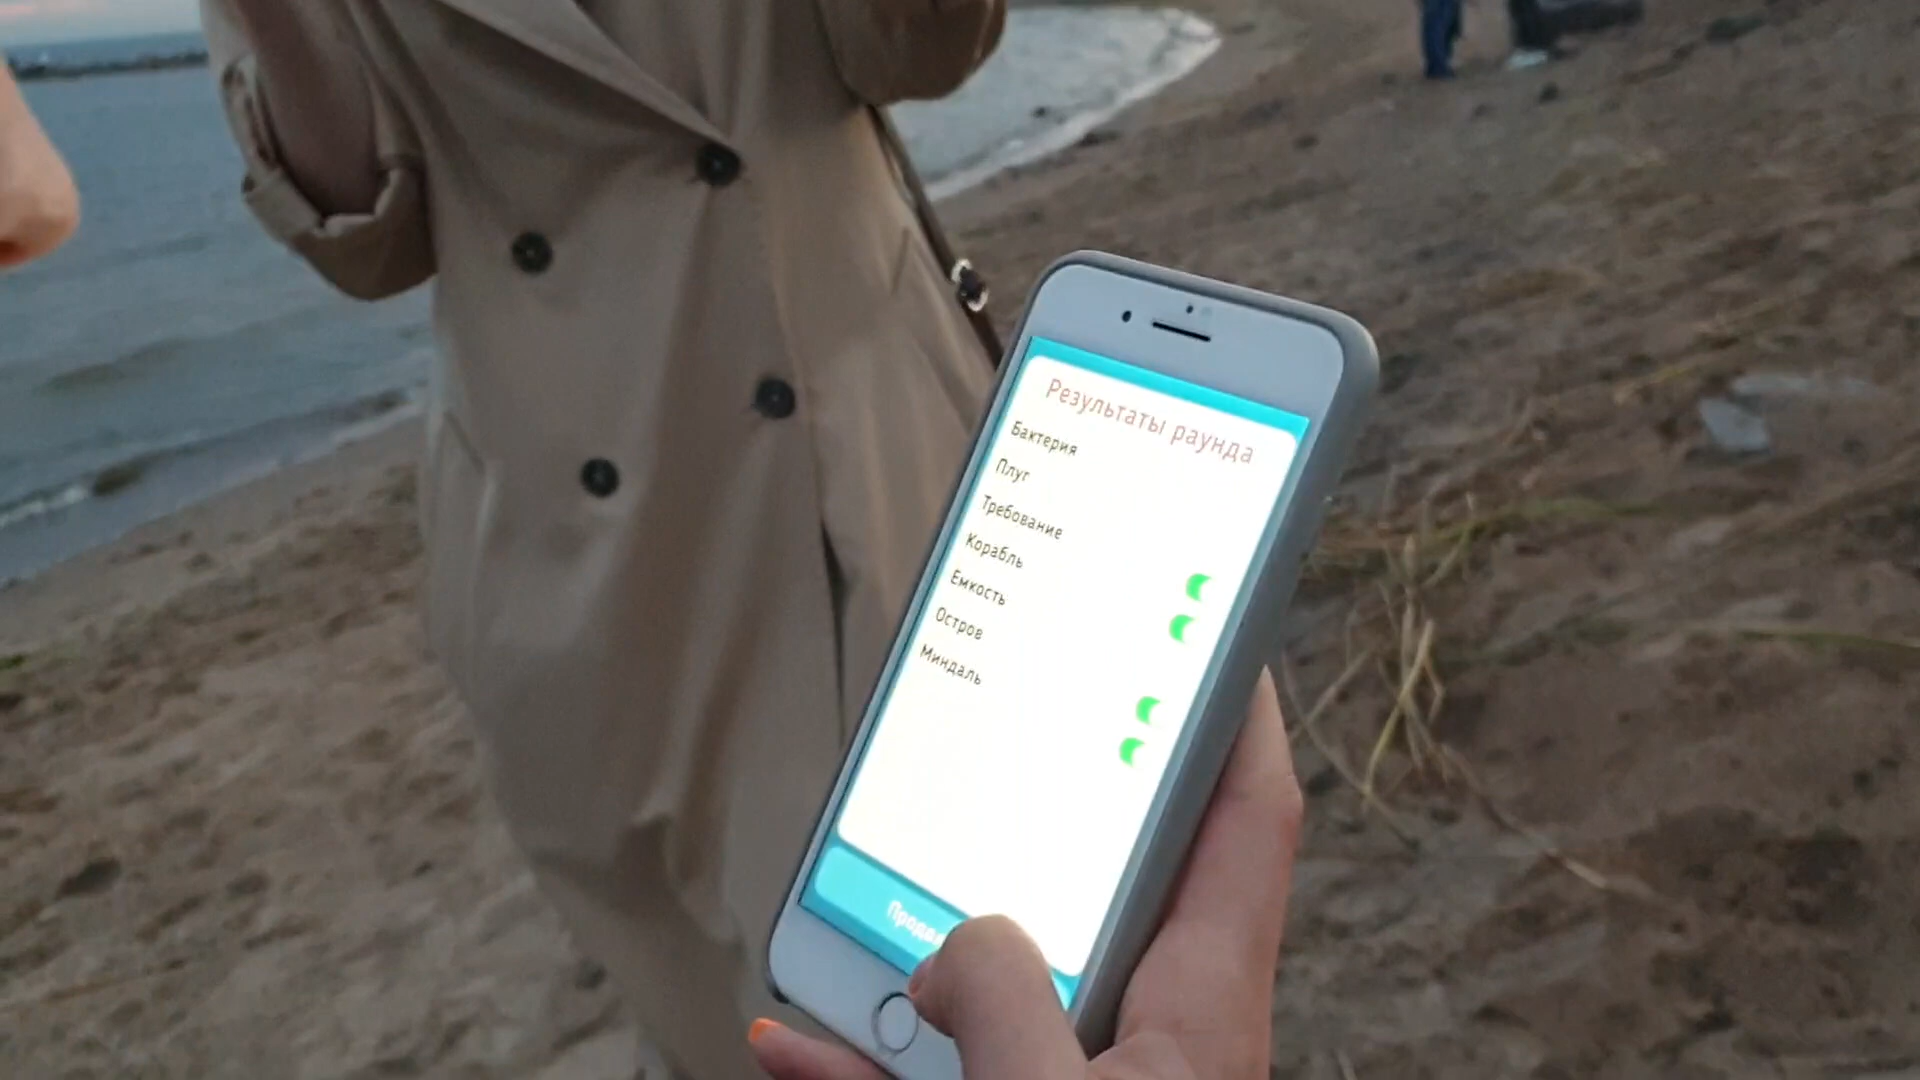 Результаты раунда
Бактерия
Плуг
Требование
Корабль
Емкость
Остров
Миндаль